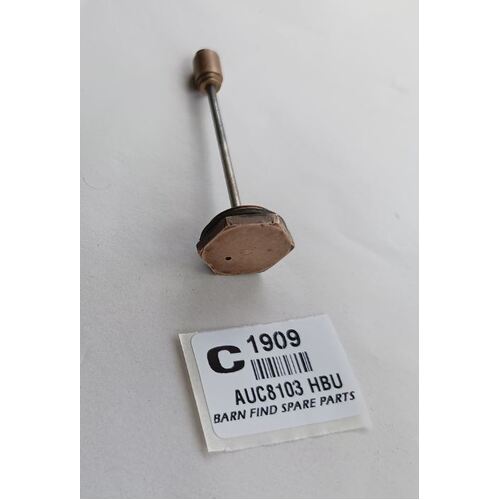 C 1909
AUC8103 HBU
BARN FIND SPARE PARTS